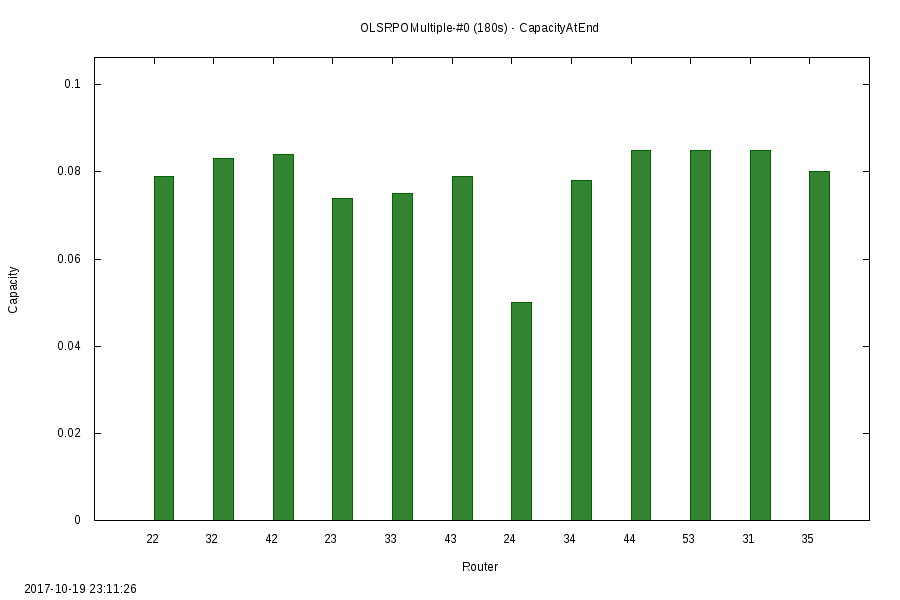 OLSRPOMultiple-#0 (180s) - CapacityAtEnd
0.1
0.08
0.06
0.04
0.02
0
Capacity
22 32 42 23 33 43 24 34 44 53 31 35
Router
2017-10-19 23:11:26